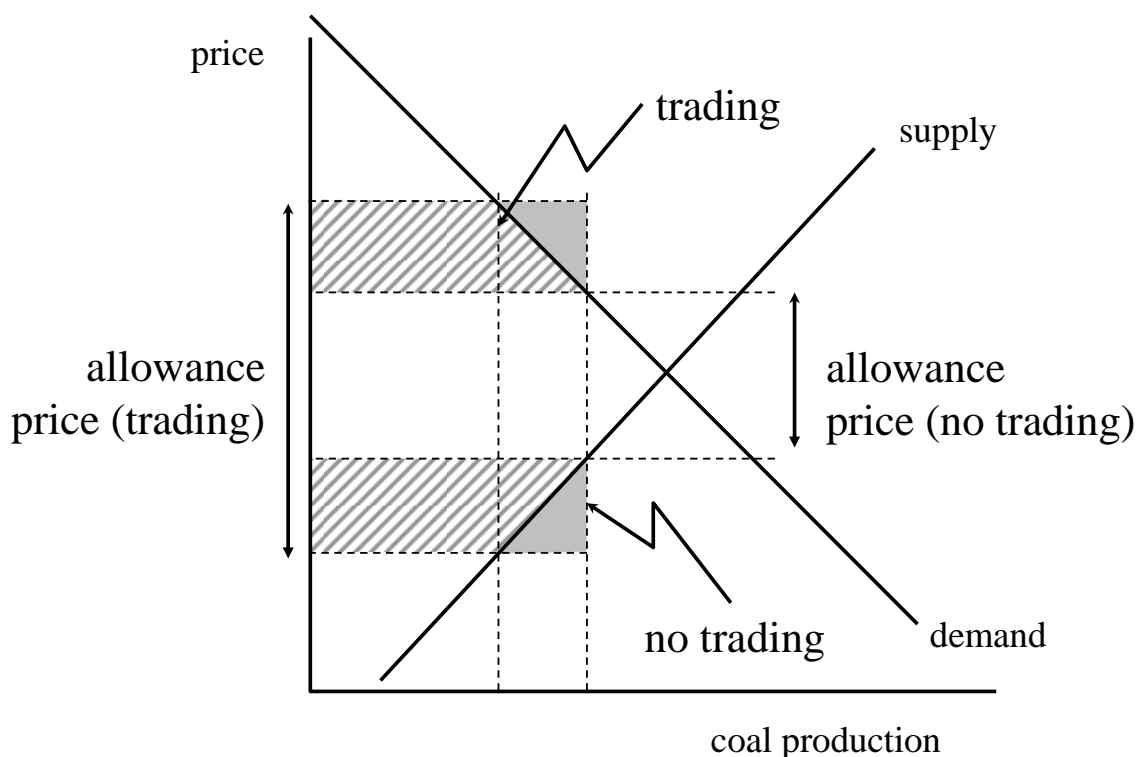 price
trading
supply
allowance
price (trading)
allowance
price (no trading)
no trading
demand
coal production